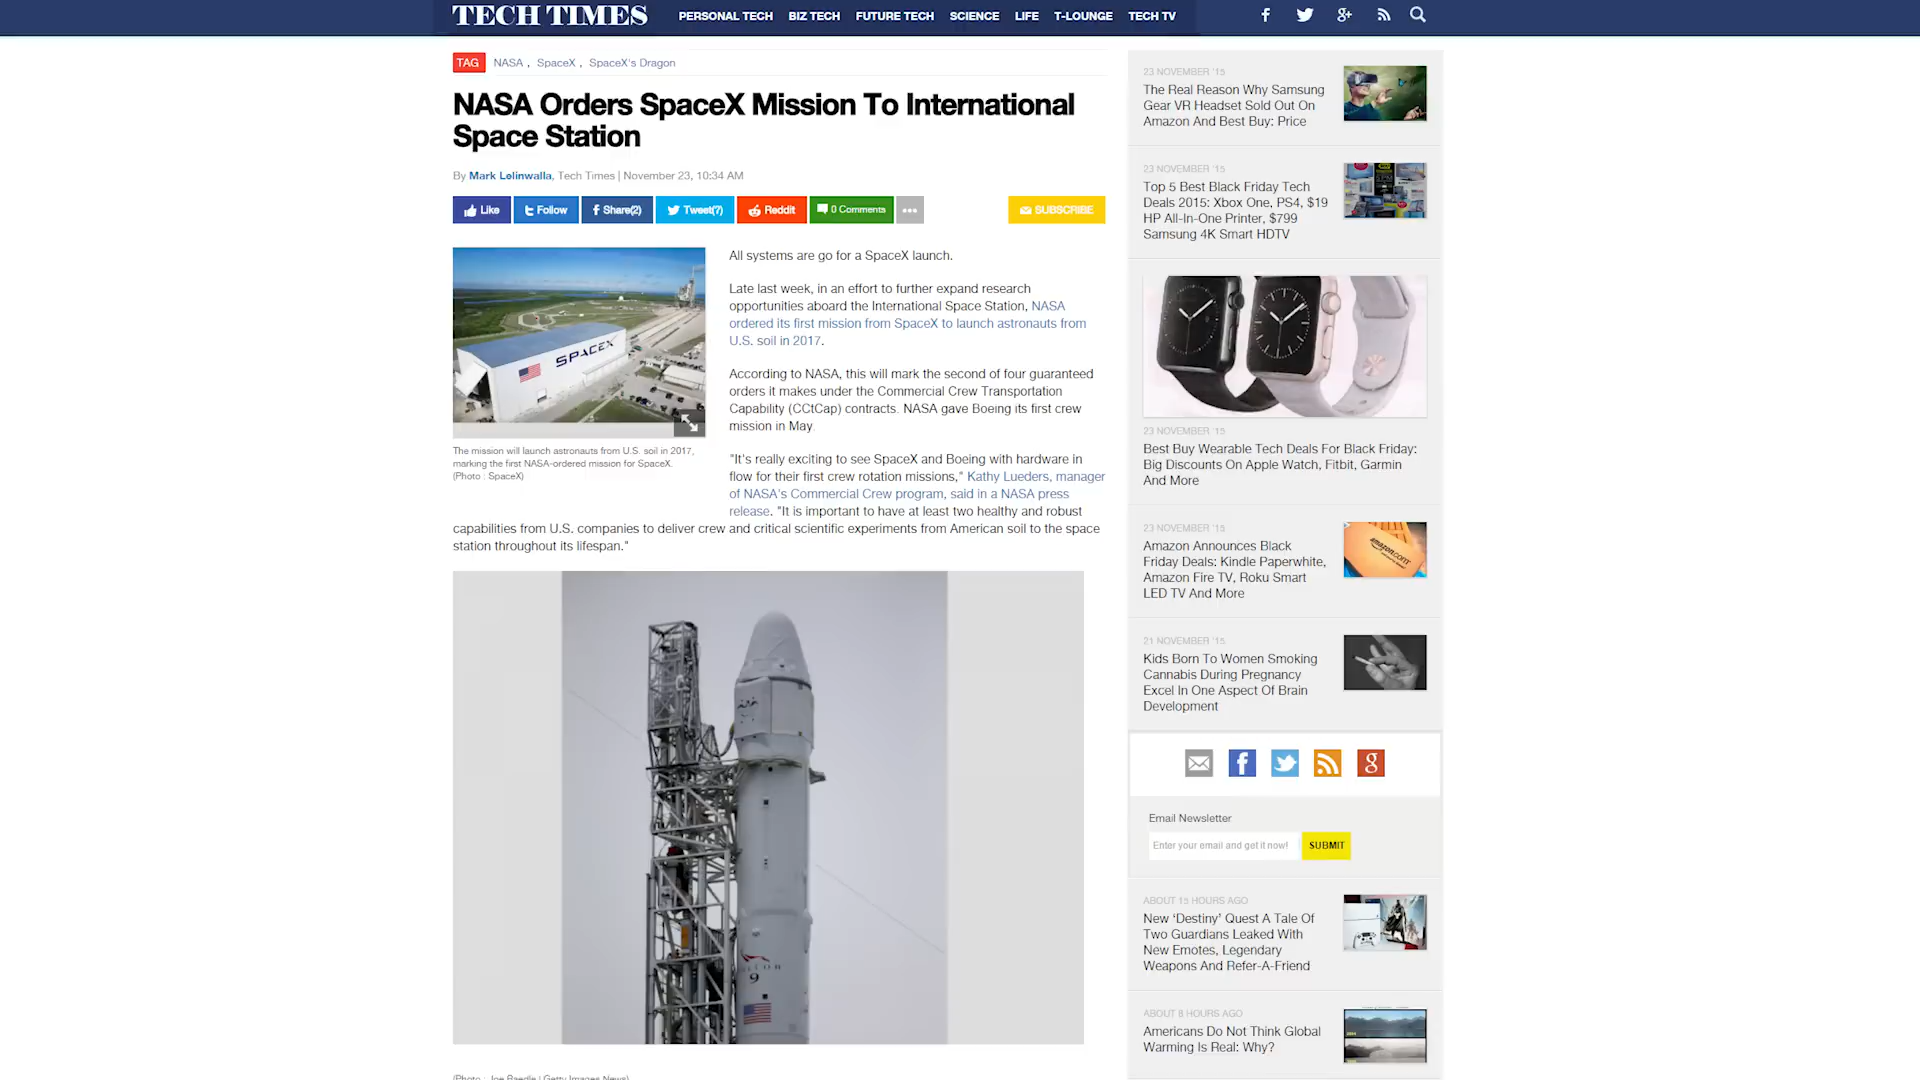 TECH TIMES
PERSONAL TECH BIZ TECH FUTURE TECH SCIENCE LIFE T-LOUNGE TECH TV
TAG NASA , SpaceX , SpaceX's Dragon
NASA Orders SpaceX Mission To International
Space Station
By Mark Lelinwalla, Tech Times | November 23, 10:34 AM
Like Follow Share(2) Tweet(7) Reddit 0 Comments ... SUBSCRIBE
SPACEX
The mission will launch astronauts from U.S. soil in 2017,
marking the first NASA-ordered mission for SpaceX.
(Photo : SpaceX)
All systems are go for a SpaceX launch.
Late last week, in an effort to further expand research
opportunities aboard the International Space Station, NASA
ordered its first mission from SpaceX to launch astronauts from
U.S. soil in 2017.
According to NASA, this will mark the second of four guaranteed
orders it makes under the Commercial Crew Transportation
Capability (CCtCap) contracts. NASA gave Boeing its first crew
mission in May.
"It's really exciting to see SpaceX and Boeing with hardware in
flow for their first crew rotation missions," Kathy Lueders, manager
of NASA's Commercial Crew program, said in a NASA press
release. "It is important to have at least two healthy and robust
capabilities from U.S. companies to deliver crew and critical scientific experiments from American soil to the space
station throughout its lifespan."
9
(Photo : Joe Raedle | Getty Images News)
23 NOVEMBER '15
The Real Reason Why Samsung
Gear VR Headset Sold Out On
Amazon And Best Buy: Price
23 NOVEMBER '15
Top 5 Best Black Friday Tech
Deals 2015: Xbox One, PS4, $19
HP All-In-One Printer, $799
Samsung 4K Smart HDTV
23 NOVEMBER '15
Best Buy Wearable Tech Deals For Black Friday:
Big Discounts On Apple Watch, Fitbit, Garmin
And More
23 NOVEMBER '15
Amazon Announces Black
Friday Deals: Kindle Paperwhite,
Amazon Fire TV, Roku Smart
LED TV And More
amazon.com
21 NOVEMBER '15
Kids Born To Women Smoking
Cannabis During Pregnancy
Excel In One Aspect Of Brain
Development
Email Newsletter
Enter your email and get it now! SUBMIT
ABOUT 15 HOURS AGO
New ‘Destiny’ Quest A Tale Of
Two Guardians Leaked With
New Emotes, Legendary
Weapons And Refer-A-Friend
ABOUT 8 HOURS AGO
Americans Do Not Think Global
Warming Is Real: Why?